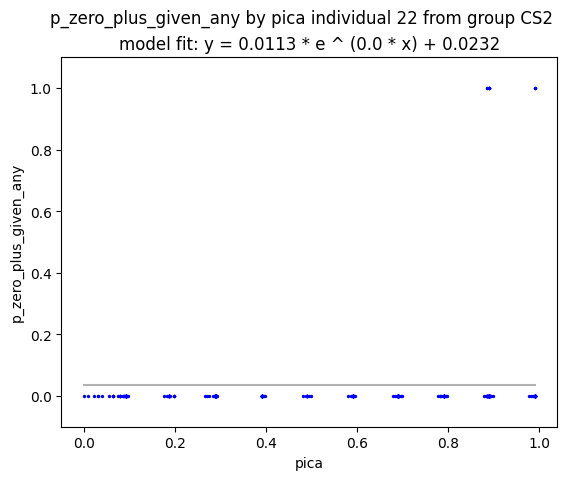 p_zero_plus_given_any by pica individual 22 from group CS2
model fit: y = 0.0113 * e ^ (0.0 * x) + 0.0232
1.0
0.8
0.6
0.4
0.2
0.0
p_zero_plus_given_any
0.0 0.2 0.4 0.6 0.8 1.0
pica